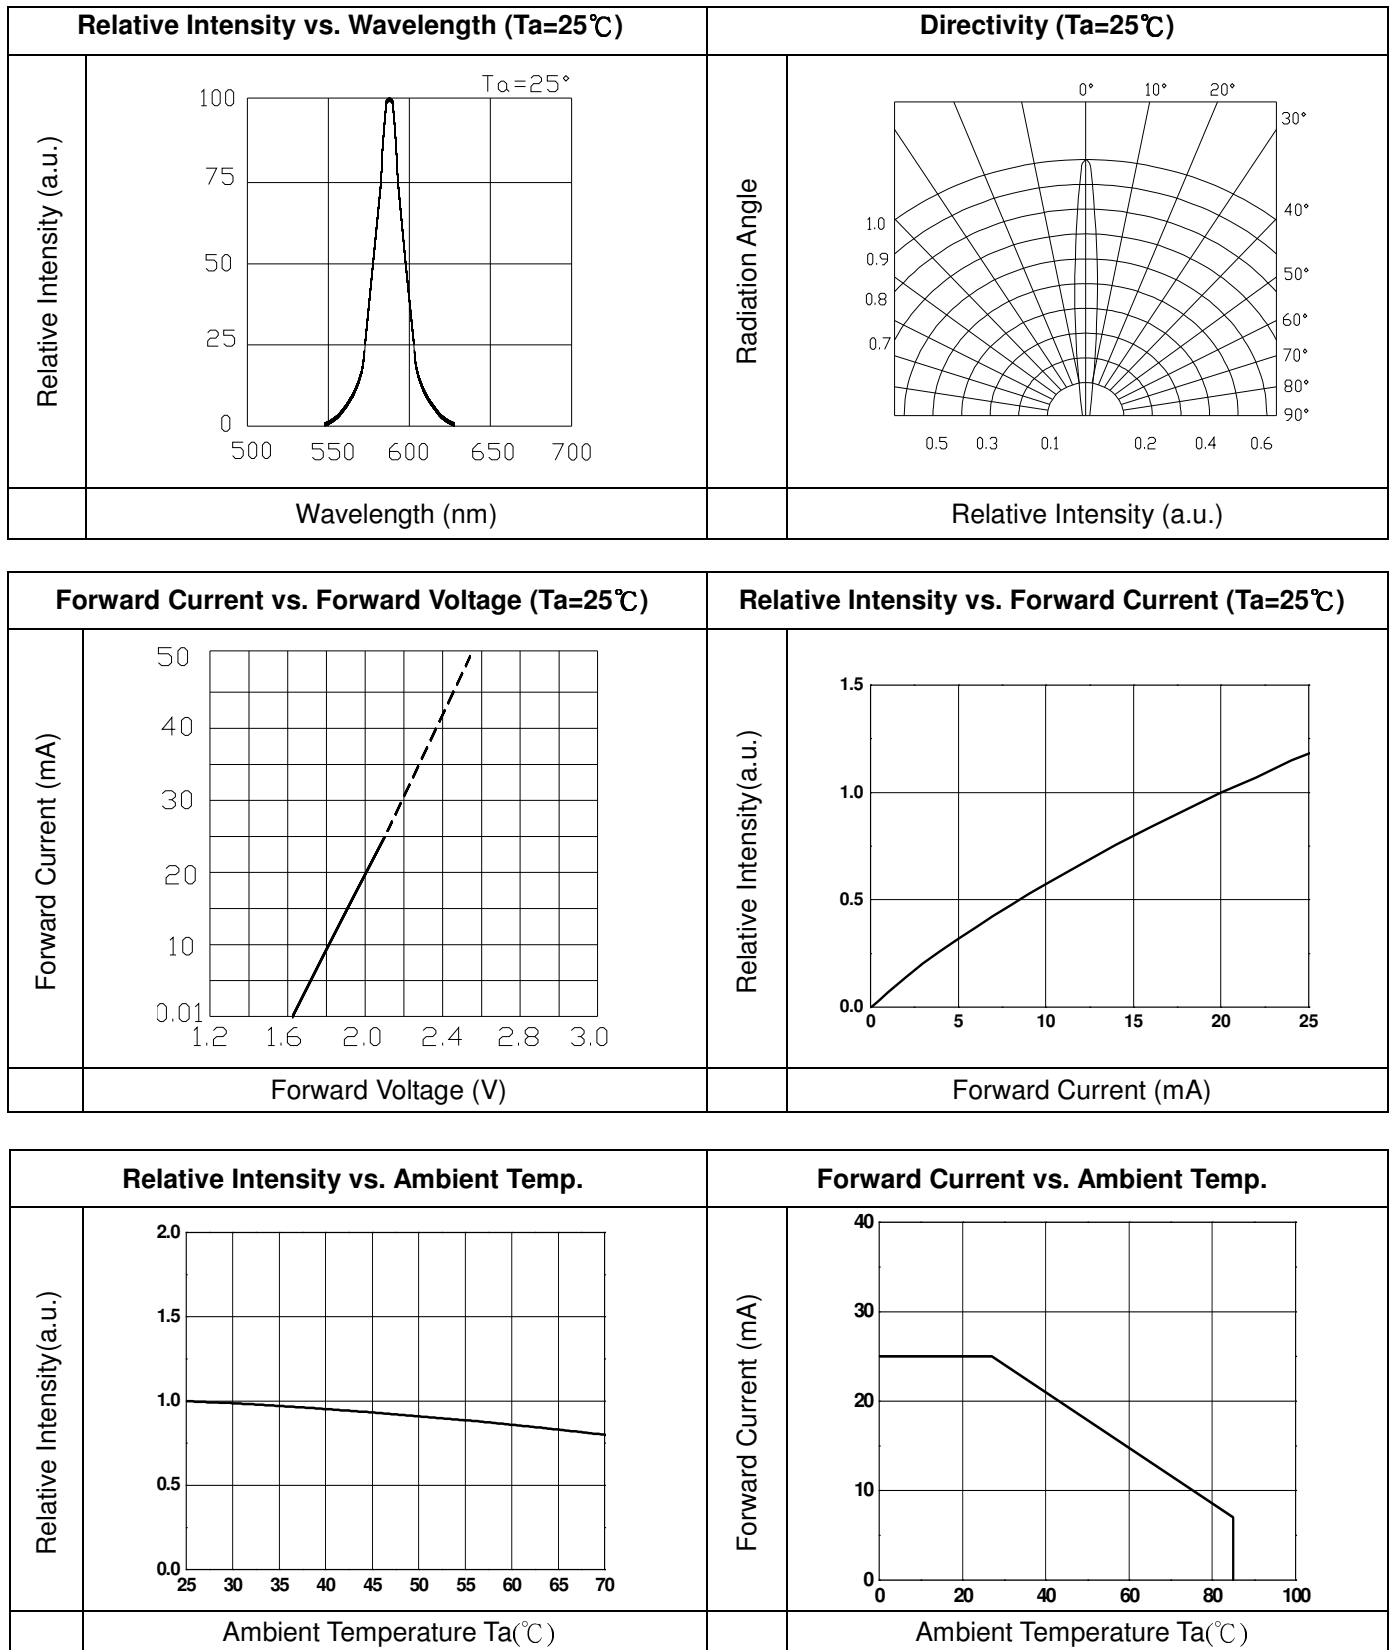 Relative Intensity vs. Wavelength (Ta=25℃)
Directivity (Ta=25℃)
Relative Intensity (a.u.)
Ta=25°
100
75
50
25
0
500 550 600 650 700
Wavelength (nm)
Radiation Angle
0° 10° 20°
30°
40°
50°
60°
70°
80°
90°
1.0
0.9
0.8
0.7
0.5 0.3 0.1 0.2 0.4 0.6
Relative Intensity (a.u.)
Forward Current vs. Forward Voltage (Ta=25℃)
Relative Intensity vs. Forward Current (Ta=25℃)
Forward Current (mA)
50
40
30
20
10
0.01
1.2 1.6 2.0 2.4 2.8 3.0
Forward Voltage (V)
Relative Intensity(a.u.)
1.5
1.0
0.5
0.0
0 5 10 15 20 25
Forward Current (mA)
Relative Intensity vs. Ambient Temp.
Forward Current vs. Ambient Temp.
Relative Intensity(a.u.)
2.0
1.5
1.0
0.5
0.0
25 30 35 40 45 50 55 60 65 70
Ambient Temperature Ta(℃)
Forward Current (mA)
40
30
20
10
0
0 20 40 60 80 100
Ambient Temperature Ta(℃)